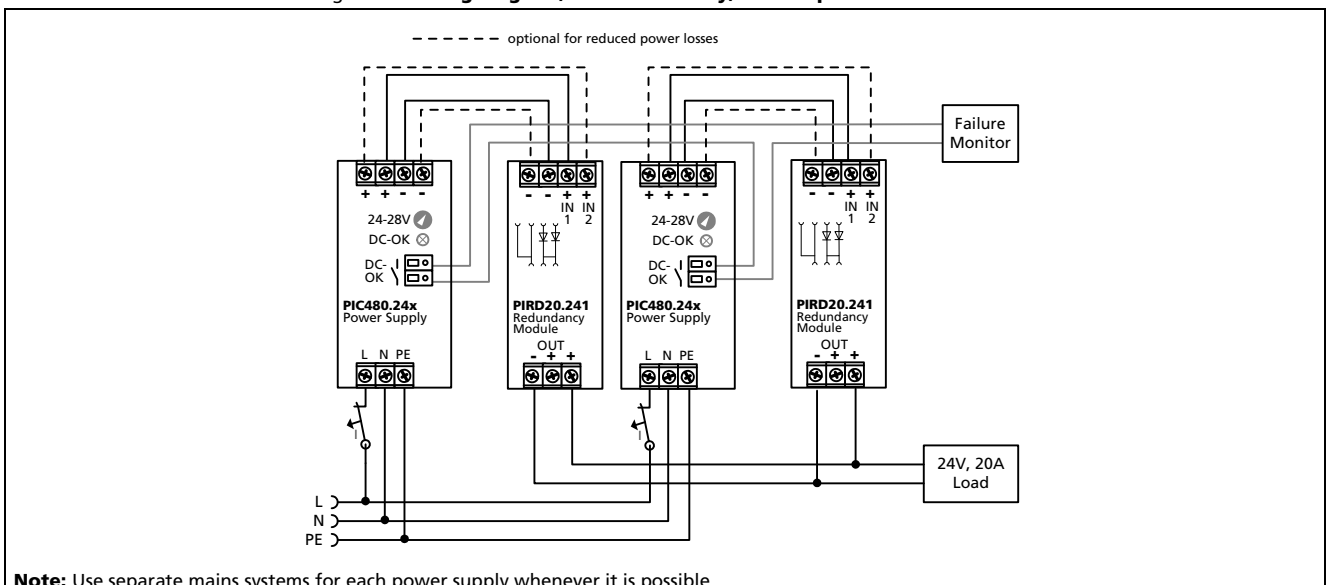 optional for reduced power losses
Failure
Monitor
+ + - -
24-28V
DC-OK
DC-
OK
PIC480.24x
Power Supply
L N PE
- - + +
IN IN
1 2
PIRD20.241
Redundancy
Module
OUT
- + +
+ + - -
24-28V
DC-OK
DC-
OK
PIC480.24x
Power Supply
L N PE
- - + +
IN IN
1 2
PIRD20.241
Redundancy
Module
OUT
- + +
I
I
24V, 20A
Load
L
N
PE
Note: Use separate mains systems for each power supply whenever it is possible